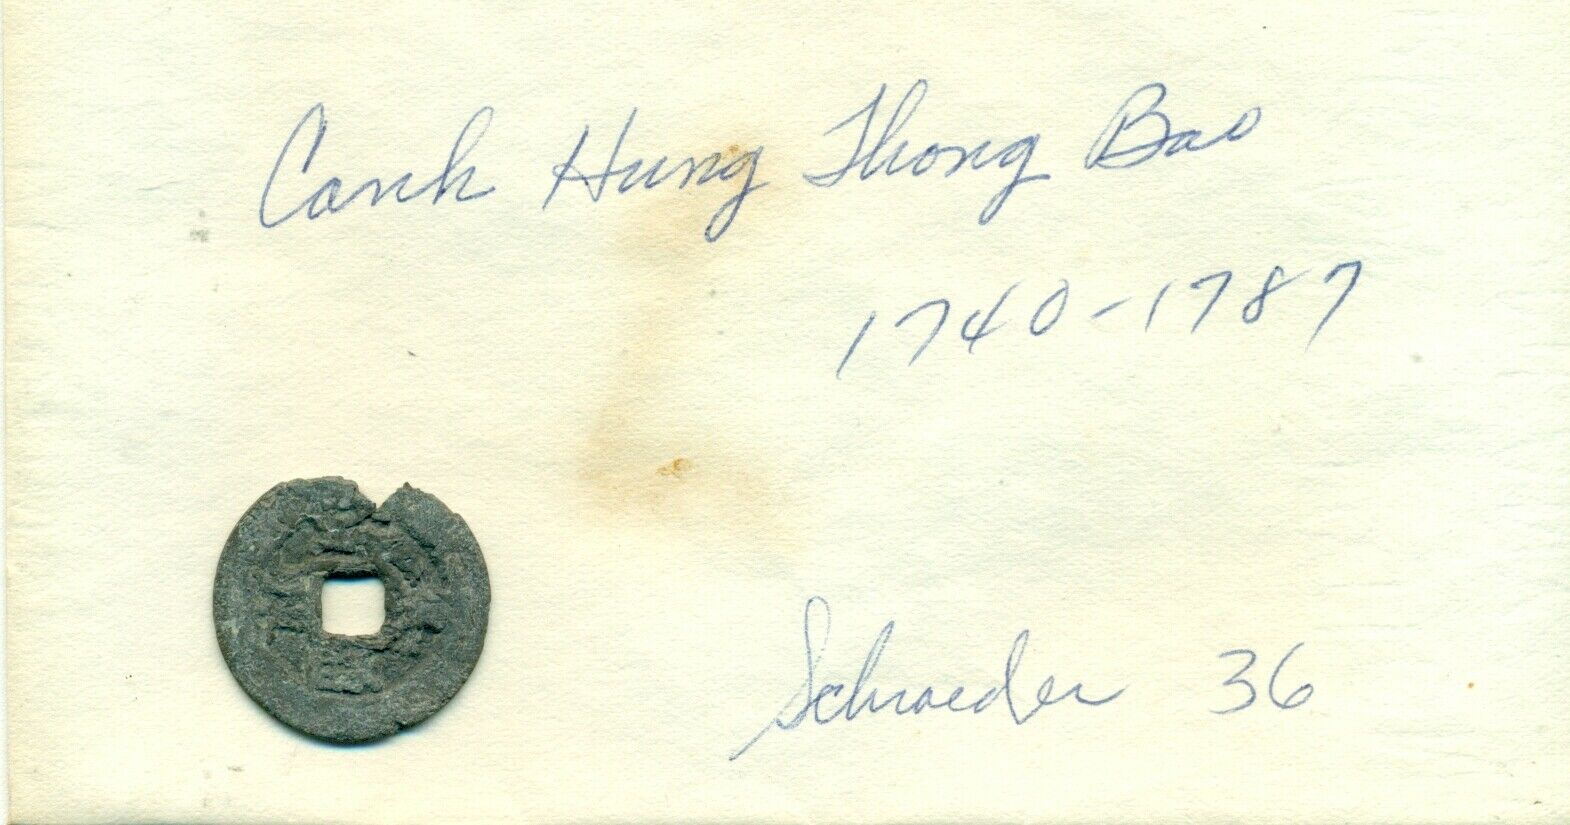 Canh Hung Thong Bao
1740-1787
Schroeder 36